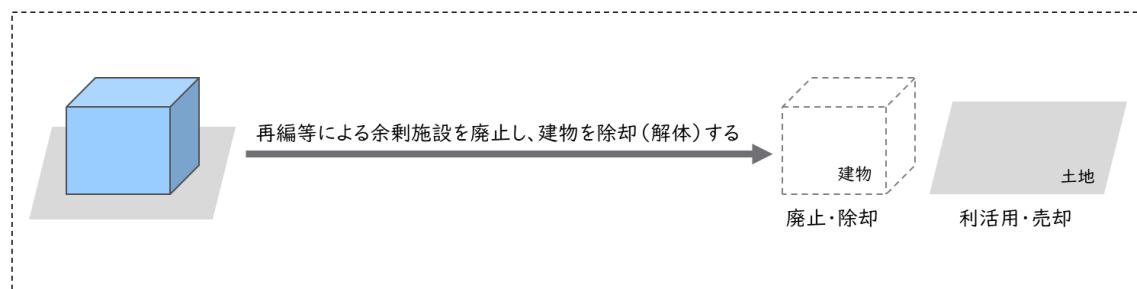 再編等による余剰施設を廃止し、建物を除却（解体）する
建物
土地
廃止・除却
利活用・売却